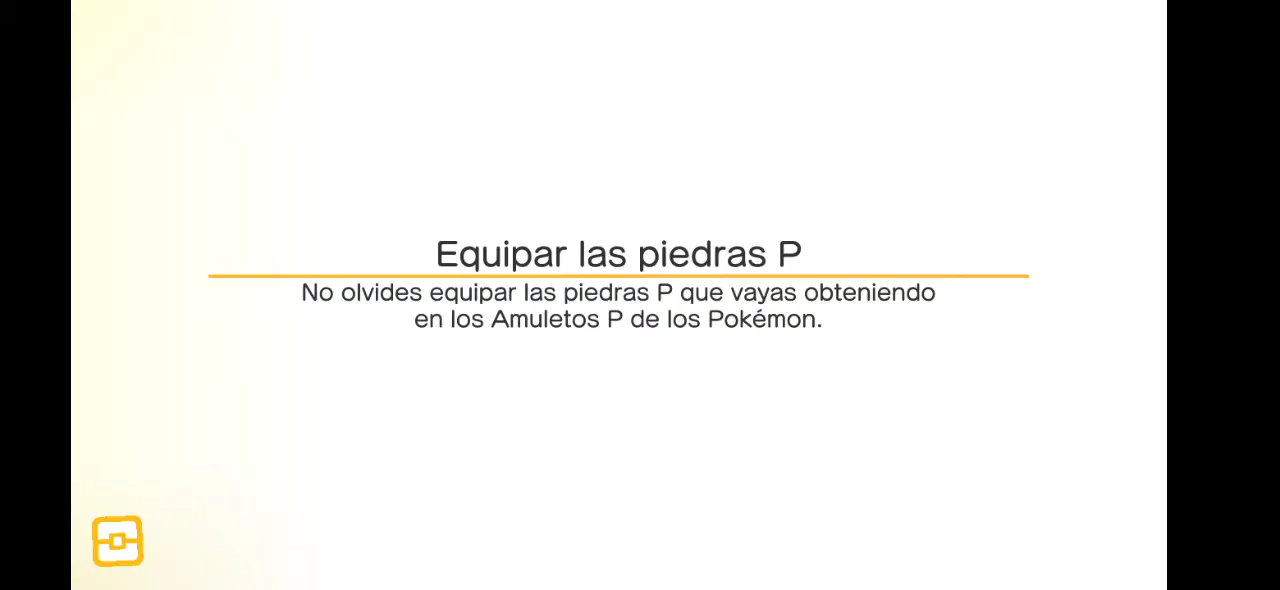 Equipar las piedras P
No olvides equipar las piedras P que vayas obteniendo
en los Amuletos P de los Pokémon.